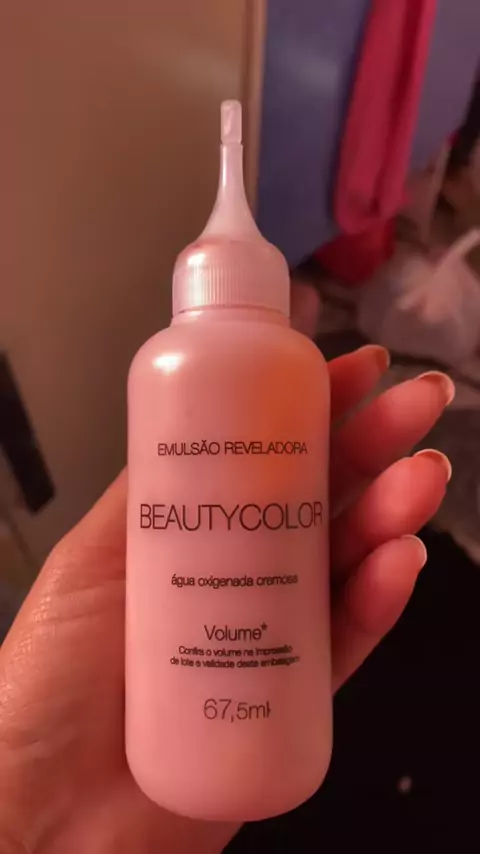 EMULSÃO REVELADORA
BEAUTYCOLOR
água oxigenada cremosa
Volume*
Confira o volume na impressão
de lote e validade desta embalagem
67,5ml